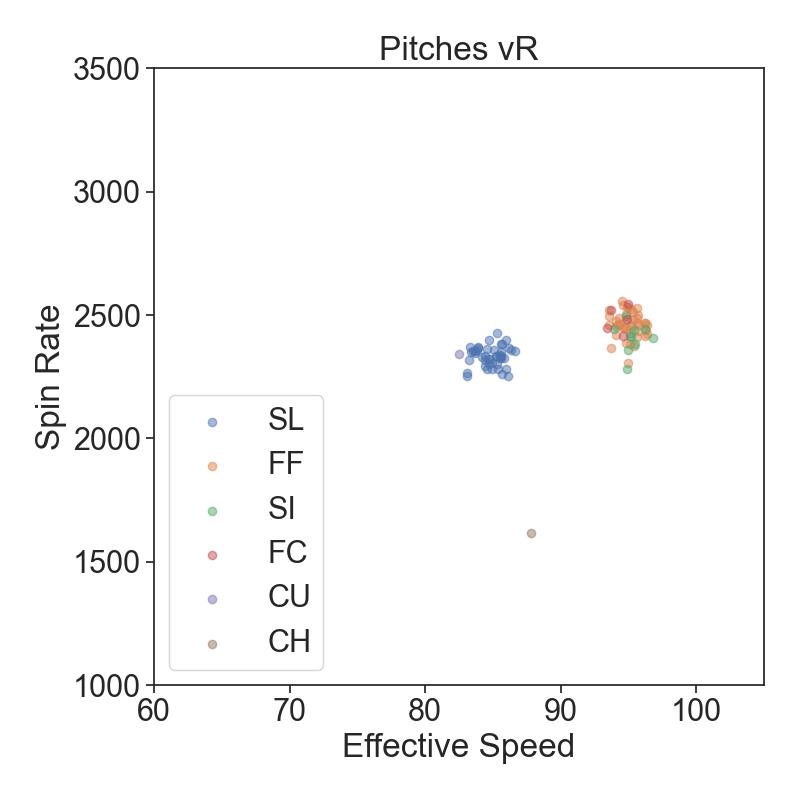 Pitches vR
3500
3000
2500
2000
1500
1000
Spin Rate
SL
FF
SI
FC
CU
CH
60 70 80 90 100
Effective Speed